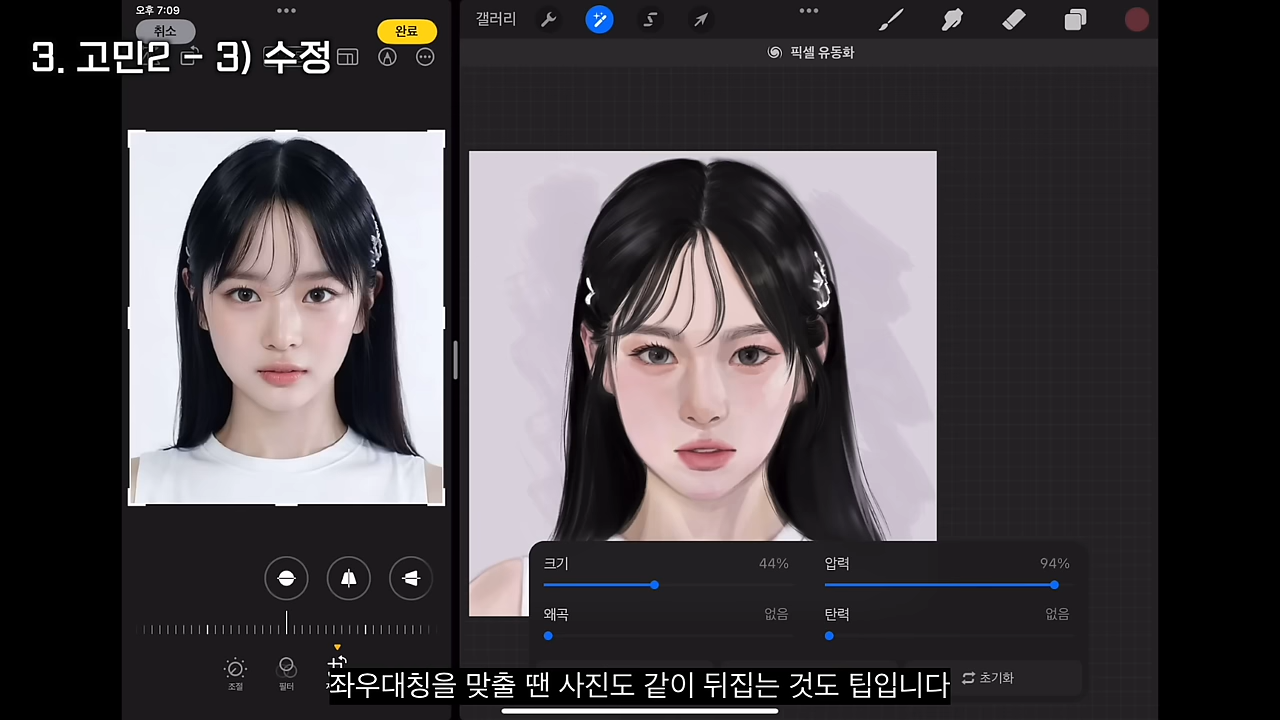 오후 7:09
취소
완료
3. 고민2 - 3) 수정
갤러리
픽셀 유동화
크기 44%
압력 94%
왜곡 없음
탄력 없음
초기화
조절
필터
좌우대칭을 맞출 땐 사진도 같이 뒤집는 것도 팁입니다